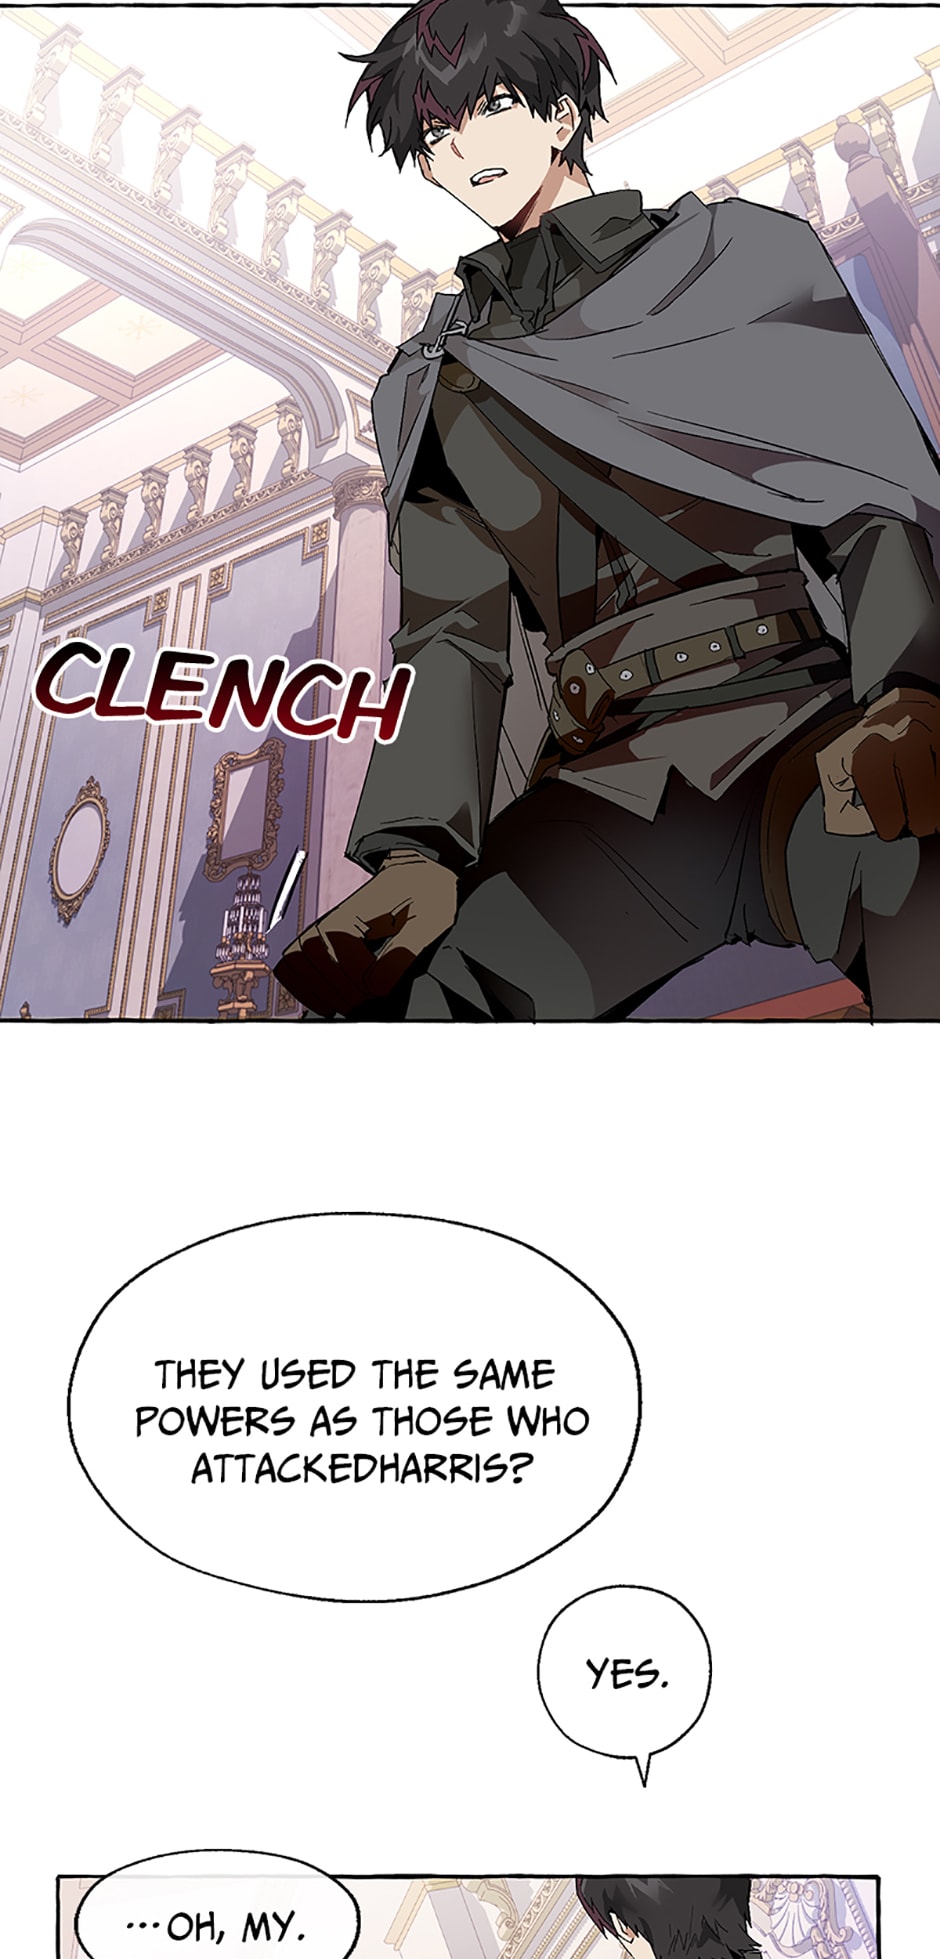 CLENCH
THEY USED THE SAME
POWERS AS THOSE WHO
ATTACKEDHARRIS?
YES.
...OH, MY.